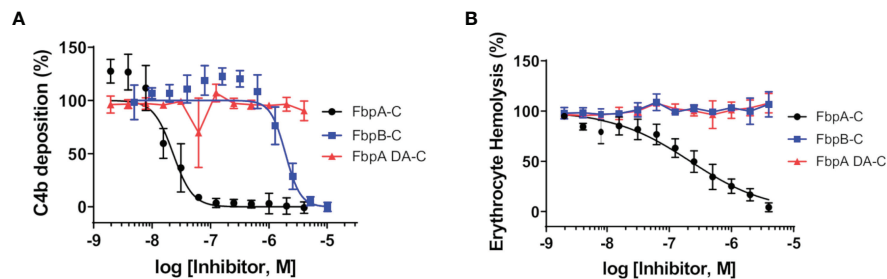 A
C4b deposition (%)
150
100
50
0
-9
-8
-7
-6
-5
log [Inhibitor, M]
FbpA-C
FbpB-C
FbpA DA-C
B
Erythrocyte Hemolysis (%)
150
100
50
0
-9
-8
-7
-6
-5
log [Inhibitor, M]
FbpA-C
FbpB-C
FbpA DA-C